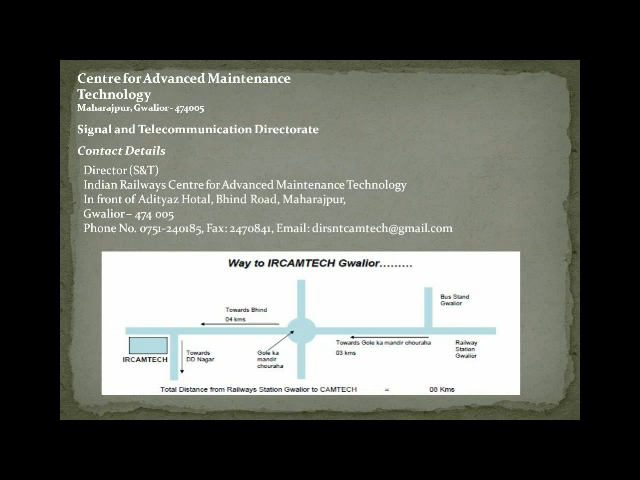 Centre for Advanced Maintenance
Technology
Maharajpur, Gwalior - 474005
Signal and Telecommunication Directorate
Contact Details
Director (S&T)
Indian Railways Centre for Advanced Maintenance Technology
In front of Adityaz Hotal, Bhind Road, Maharajpur,
Gwalior – 474 005
Phone No. 0751-240185, Fax: 2470841, Email: dirsntcamtech@gmail.com
Way to IRCAMTECH Gwalior.........
Bus Stand
Gwalior
Towards Bhind
04 kms
Towards Gole ka mandir chouraha
03 kms
Railway
Station
Gwalior
IRCAMTECH
Towards
DD Nagar
Gole ka
mandir
chouraha
Total Distance from Railways Station Gwalior to CAMTECH = 08 Kms